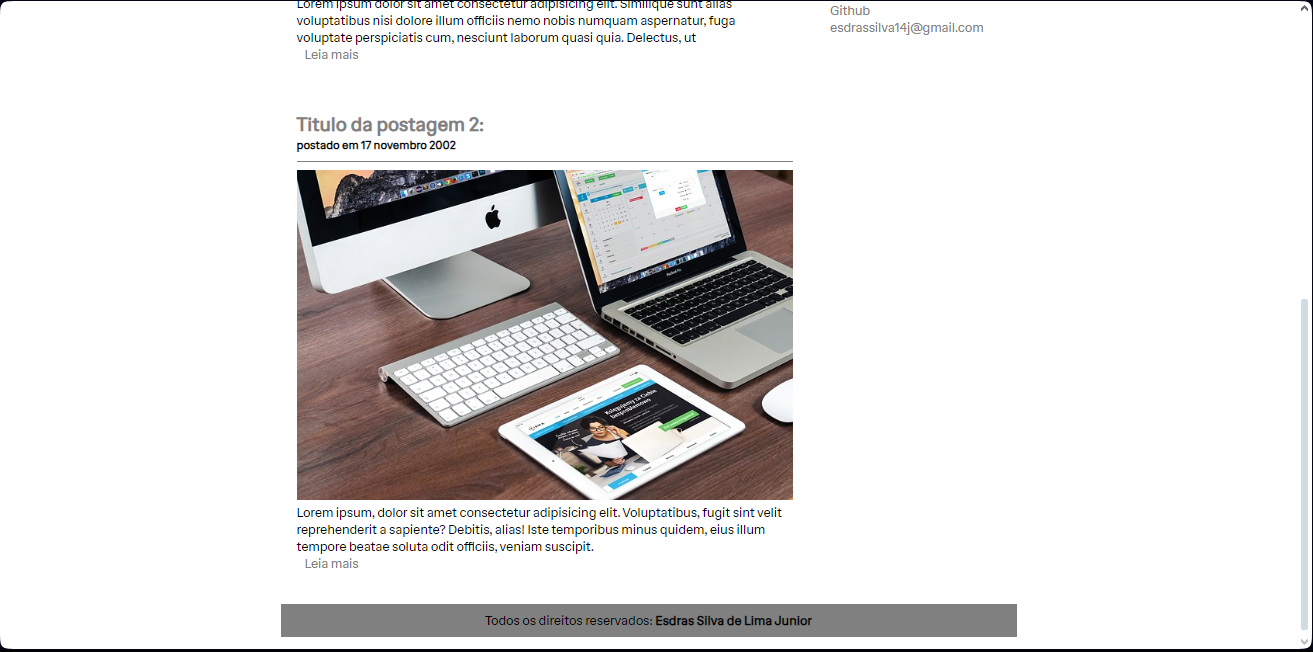 Lorem ipsum dolor sit amet consectetur adipisicing elit. Similique sunt alias
voluptatibus nisi dolore illum officiis nemo nobis numquam aspernatur, fuga
voluptate perspiciatis cum, nesciunt laborum quasi quia. Delectus, ut
Leia mais
Github
esdrassilva14j@gmail.com
Titulo da postagem 2:
postado em 17 novembro 2002
Księgujemy za Ciebie
bezproblemowo
Lorem ipsum, dolor sit amet consectetur adipisicing elit. Voluptatibus, fugit sint velit
reprehenderit a sapiente? Debitis, alias! Iste temporibus minus quidem, eius illum
tempore beatae soluta odit officiis, veniam suscipit.
Leia mais
Todos os direitos reservados: Esdras Silva de Lima Junior